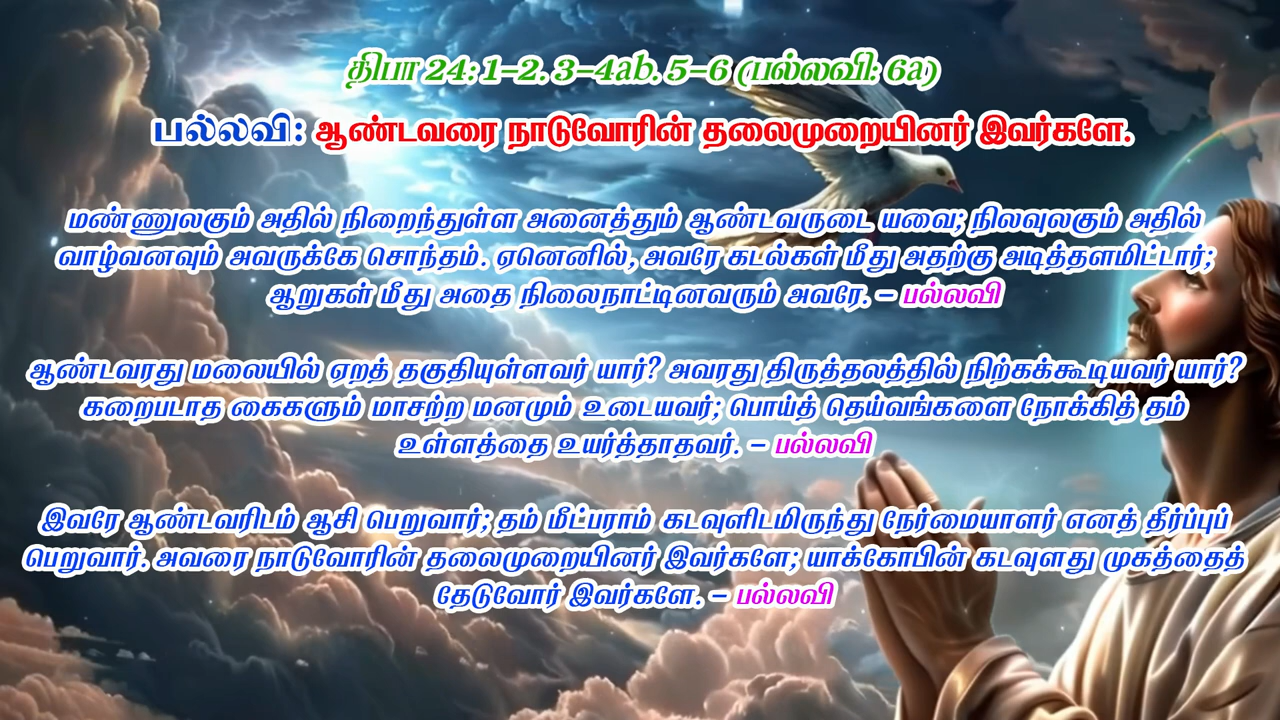 திபா 24: 1-2. 3-4ab. 5-6 (பல்லவி: 6a)
பல்லவி: ஆண்டவரை நாடுவோரின் தலைமுறையினர் இவர்களே.
மண்ணுலகும் அதில் நிறைந்துள்ள அனைத்தும் ஆண்டவருடை யவை; நிலவுலகும் அதில்
வாழ்வனவும் அவருக்கே சொந்தம். ஏனெனில், அவரே கடல்கள் மீது அதற்கு அடித்தளமிட்டார்;
ஆறுகள் மீது அதை நிலைநாட்டினவரும் அவரே. – பல்லவி
ஆண்டவரது மலையில் ஏறத் தகுதியுள்ளவர் யார்? அவரது திருத்தலத்தில் நிற்கக்கூடியவர் யார்?
கறைபடாத கைகளும் மாசற்ற மனமும் உடையவர்; பொய்த் தெய்வங்களை நோக்கித் தம்
உள்ளத்தை உயர்த்தாதவர். – பல்லவி
இவரே ஆண்டவரிடம் ஆசி பெறுவார்; தம் மீட்பராம் கடவுளிடமிருந்து நேர்மையாளர் எனத் தீர்ப்புப்
பெறுவார். அவரை நாடுவோரின் தலைமுறையினர் இவர்களே; யாக்கோபின் கடவுளது முகத்தைத்
தேடுவோர் இவர்களே. – பல்லவி